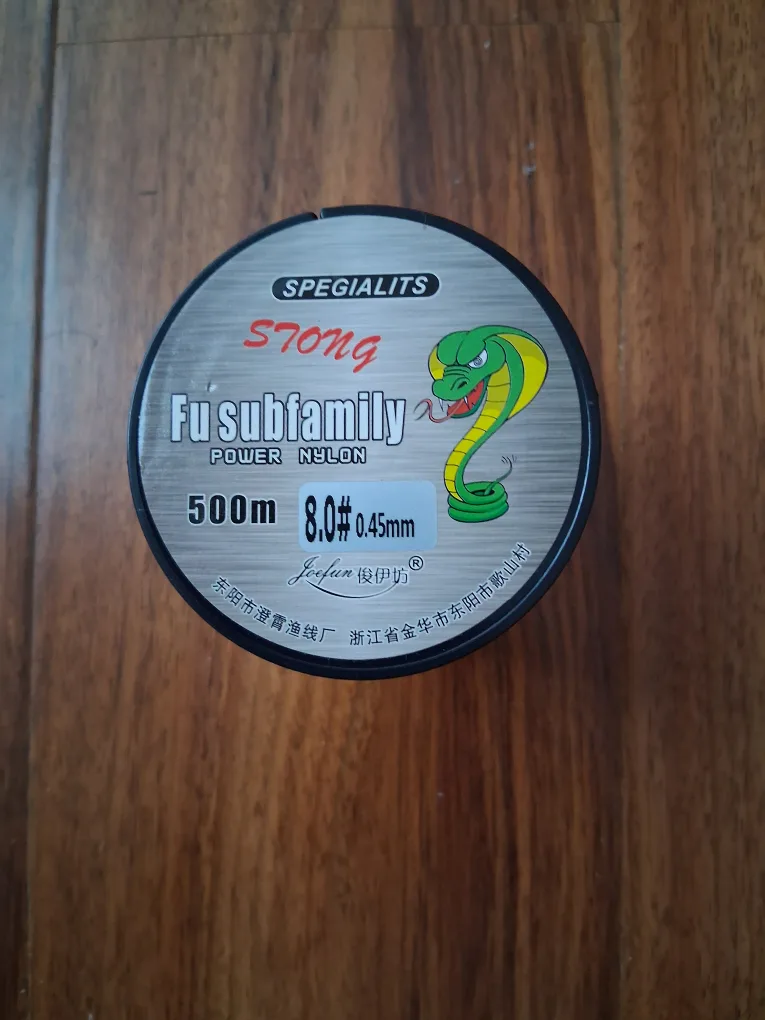 SPEGIALITS
STONG
Fu subfamily
POWER NYLON
500m
8.0# 0.45mm
Joefun 俊伊坊®
东阳市澄霄渔线厂 浙江省金华市东阳市歌山村